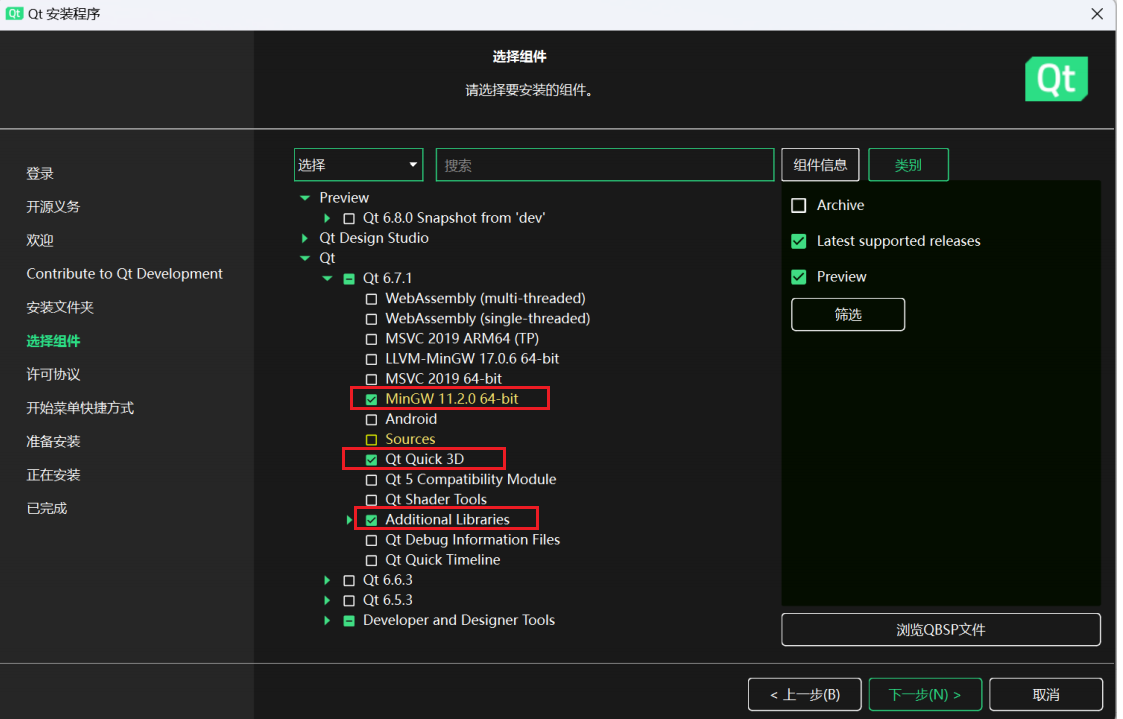 Qt Qt 安装程序
选择组件
请选择要安装的组件。
Qt
登录
开源义务
欢迎
Contribute to Qt Development
安装文件夹
选择组件
许可协议
开始菜单快捷方式
准备安装
正在安装
已完成
选择 搜索
Preview
Qt 6.8.0 Snapshot from 'dev'
Qt Design Studio
Qt
Qt 6.7.1
WebAssembly (multi-threaded)
WebAssembly (single-threaded)
MSVC 2019 ARM64 (TP)
LLVM-MinGW 17.0.6 64-bit
MSVC 2019 64-bit
MinGW 11.2.0 64-bit
Android
Sources
Qt Quick 3D
Qt 5 Compatibility Module
Qt Shader Tools
Additional Libraries
Qt Debug Information Files
Qt Quick Timeline
Qt 6.6.3
Qt 6.5.3
Developer and Designer Tools
组件信息 类别
Archive
Latest supported releases
Preview
筛选
浏览QBSP文件
< 上一步(B) 下一步(N) > 取消